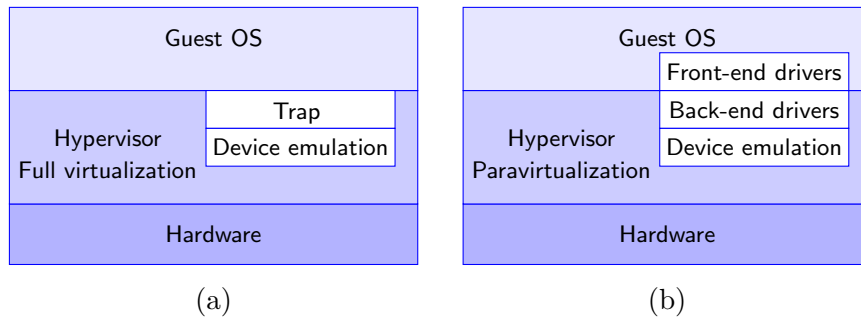 Guest OS
Trap
Hypervisor
Device emulation
Full virtualization
Hardware
(a)
Guest OS
Front-end drivers
Back-end drivers
Hypervisor
Device emulation
Paravirtualization
Hardware
(b)